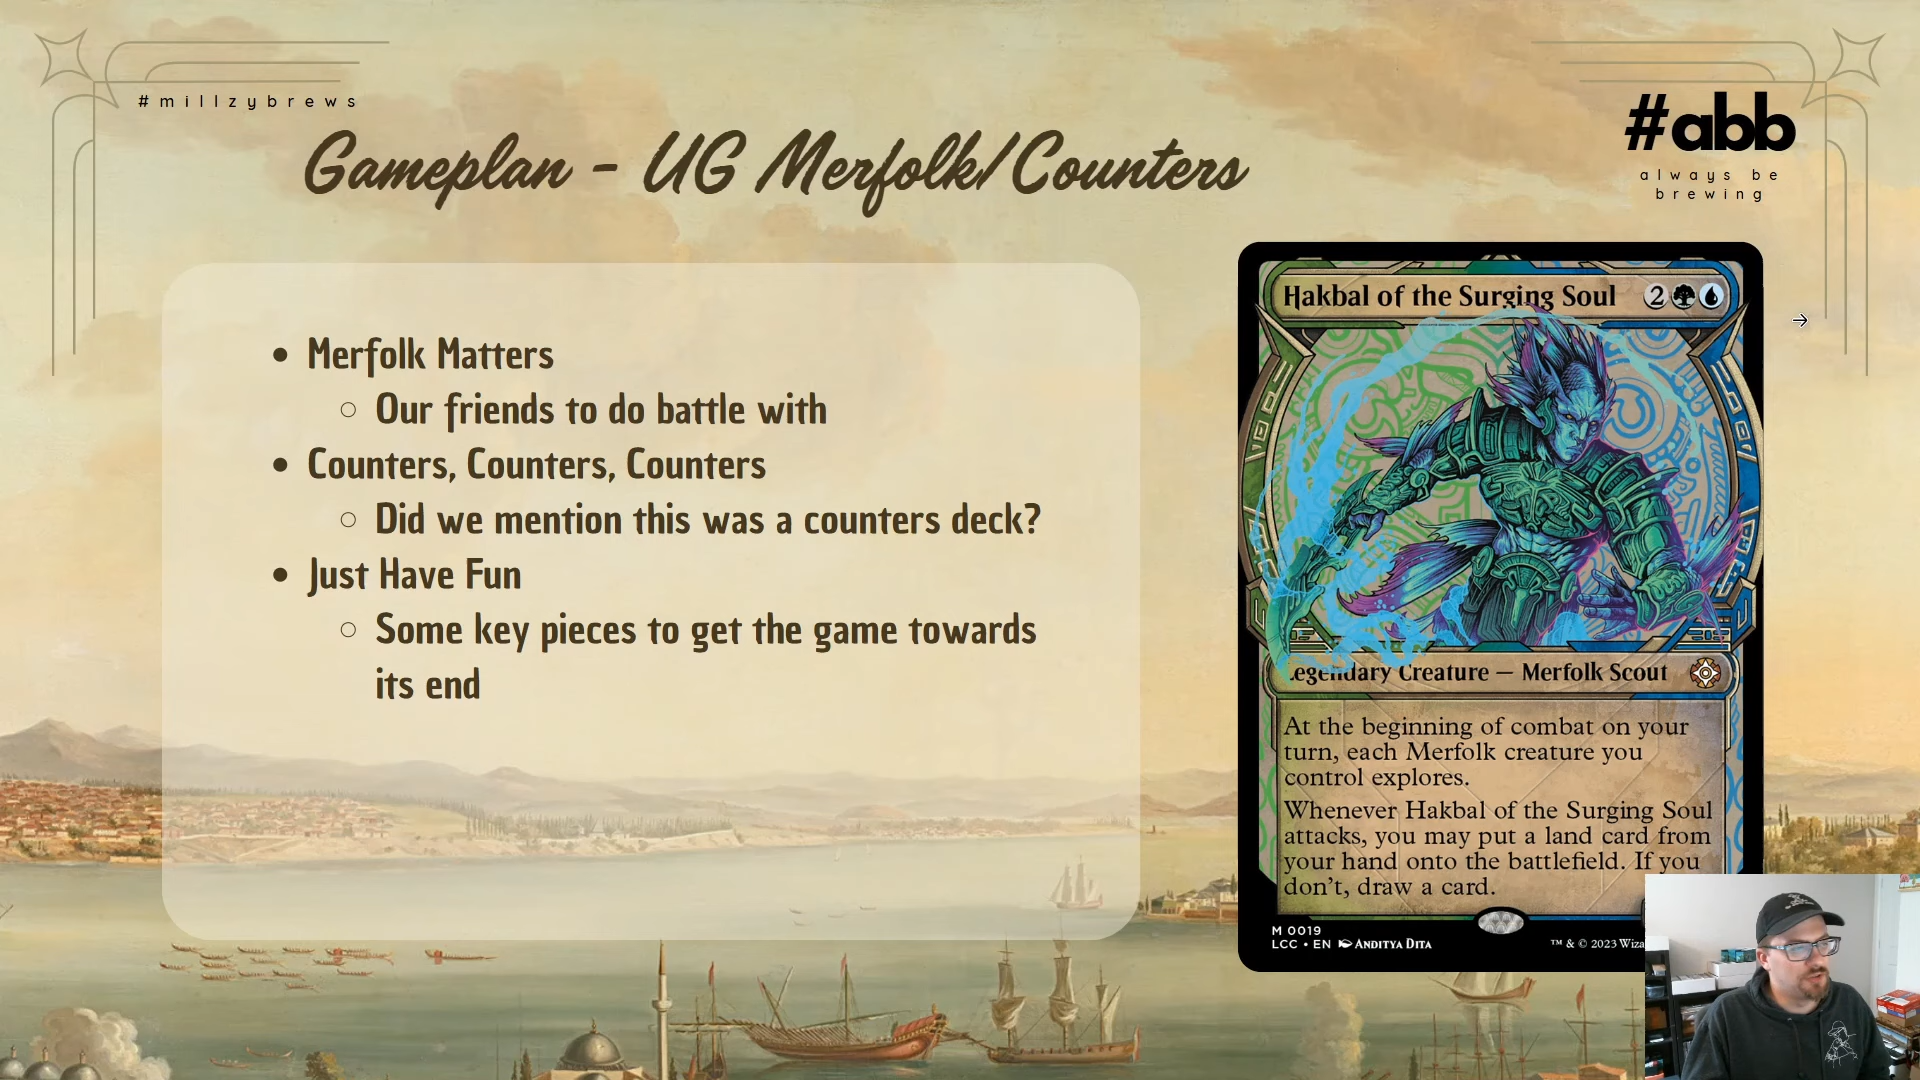 #millzybrews
#abb
always be
brewing
Gameplan - UG Merfolk/Counters
• Merfolk Matters
○ Our friends to do battle with
• Counters, Counters, Counters
○ Did we mention this was a counters deck?
• Just Have Fun
○ Some key pieces to get the game towards
its end
Hakbal of the Surging Soul 2
Legendary Creature — Merfolk Scout
At the beginning of combat on your
turn, each Merfolk creature you
control explores.
Whenever Hakbal of the Surging Soul
attacks, you may put a land card from
your hand onto the battlefield. If you
don't, draw a card.
M 0019
LCC • EN ANDITYA DITA
™ & © 2023